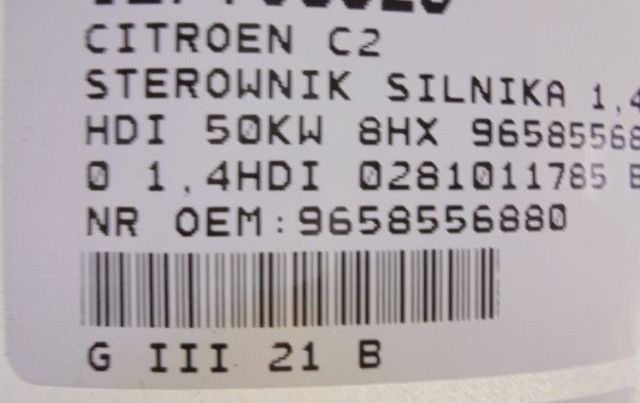 CITROEN C2
STEROWNIK SILNIKA 1,4
HDI 50KW 8HX 96585568
0 1,4HDI 0281011785
NR OEM:9658556880
G III 21 B